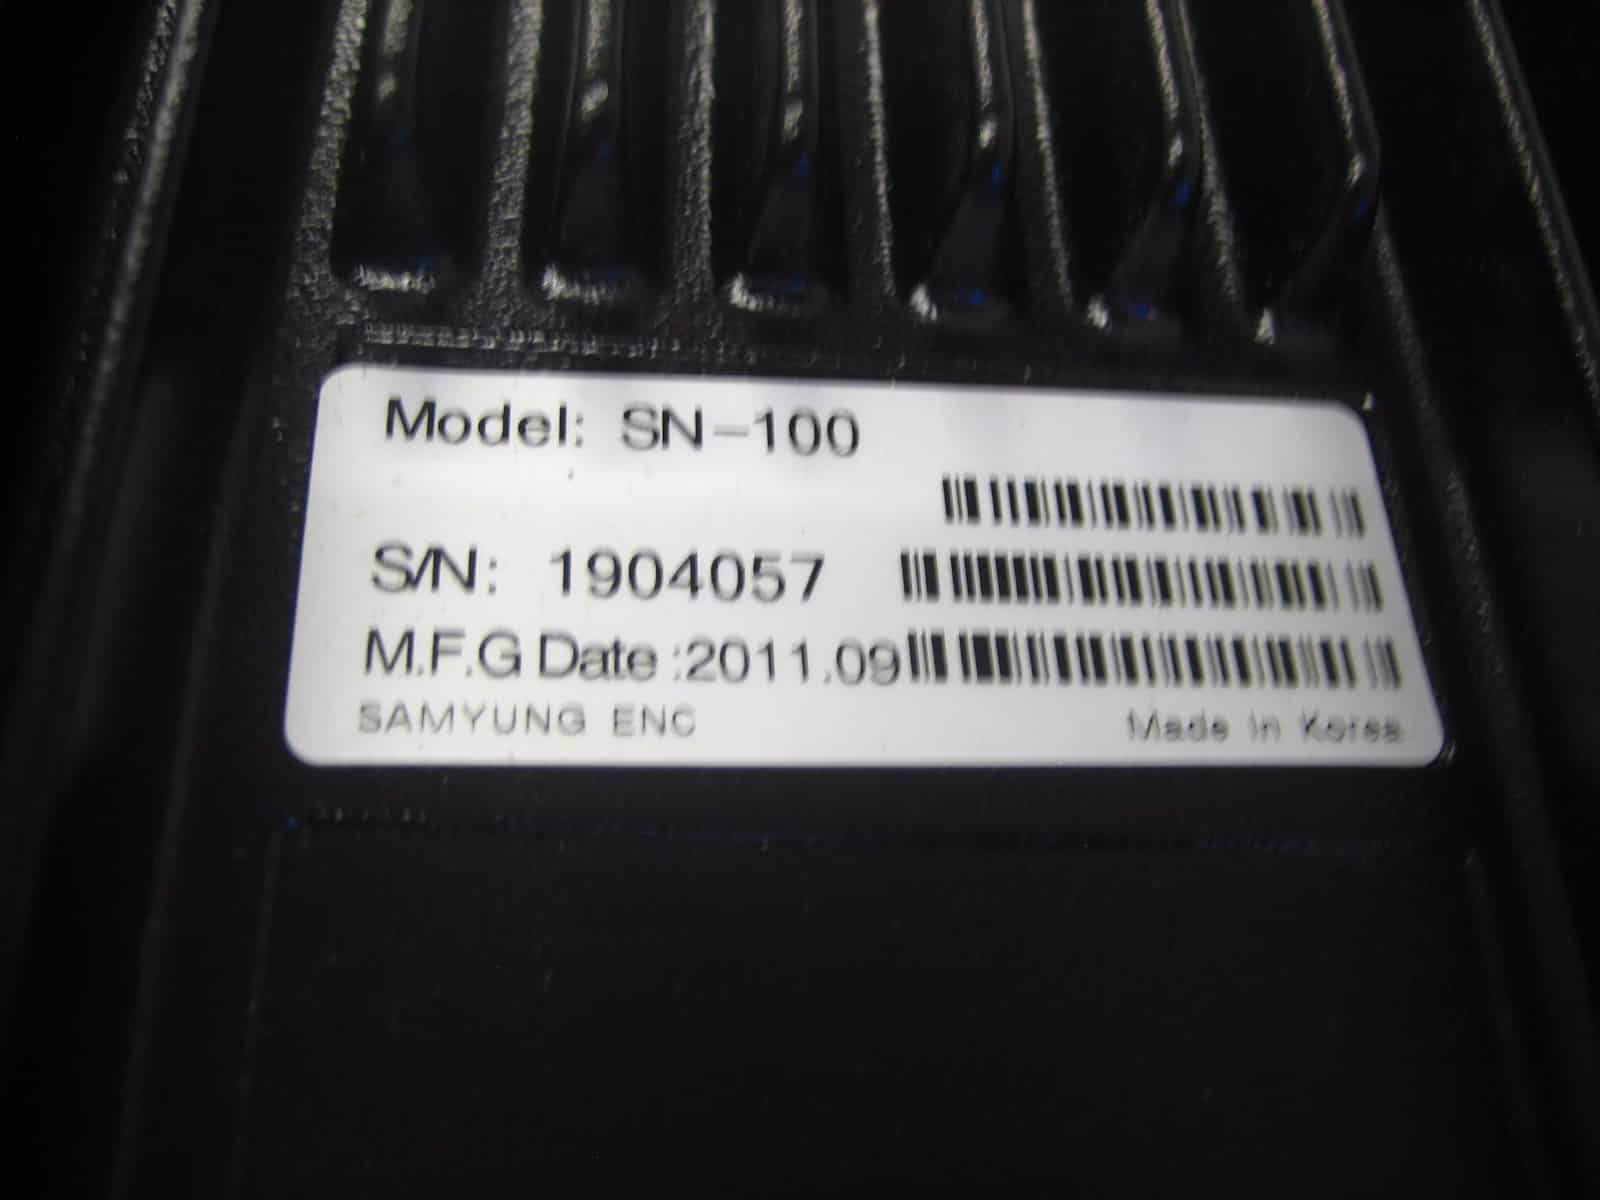 Model: SN-100
S/N: 1904057
M.F.G Date :2011.09
SAMYUNG ENC
Made in Korea